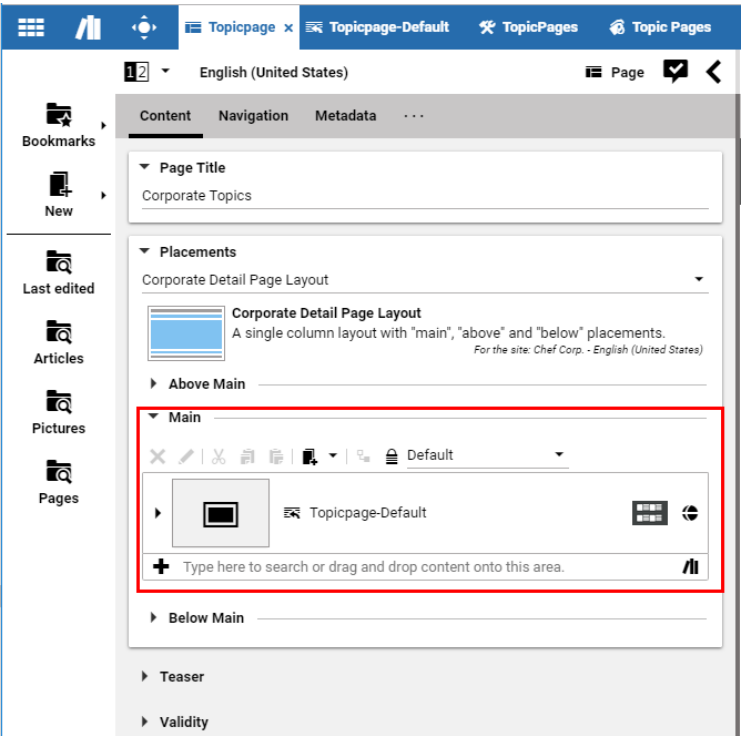 Topicpage × Topicpage-Default TopicPages Topic Pages
12 English (United States) Page
Content Navigation Metadata ...
Bookmarks
New
Last edited
Articles
Pictures
Pages
Page Title
Corporate Topics
Placements
Corporate Detail Page Layout
Corporate Detail Page Layout
A single column layout with "main", "above" and "below" placements.
For the site: Chef Corp. - English (United States)
Above Main
Main
Default
Topicpage-Default
Type here to search or drag and drop content onto this area.
Below Main
Teaser
Validity